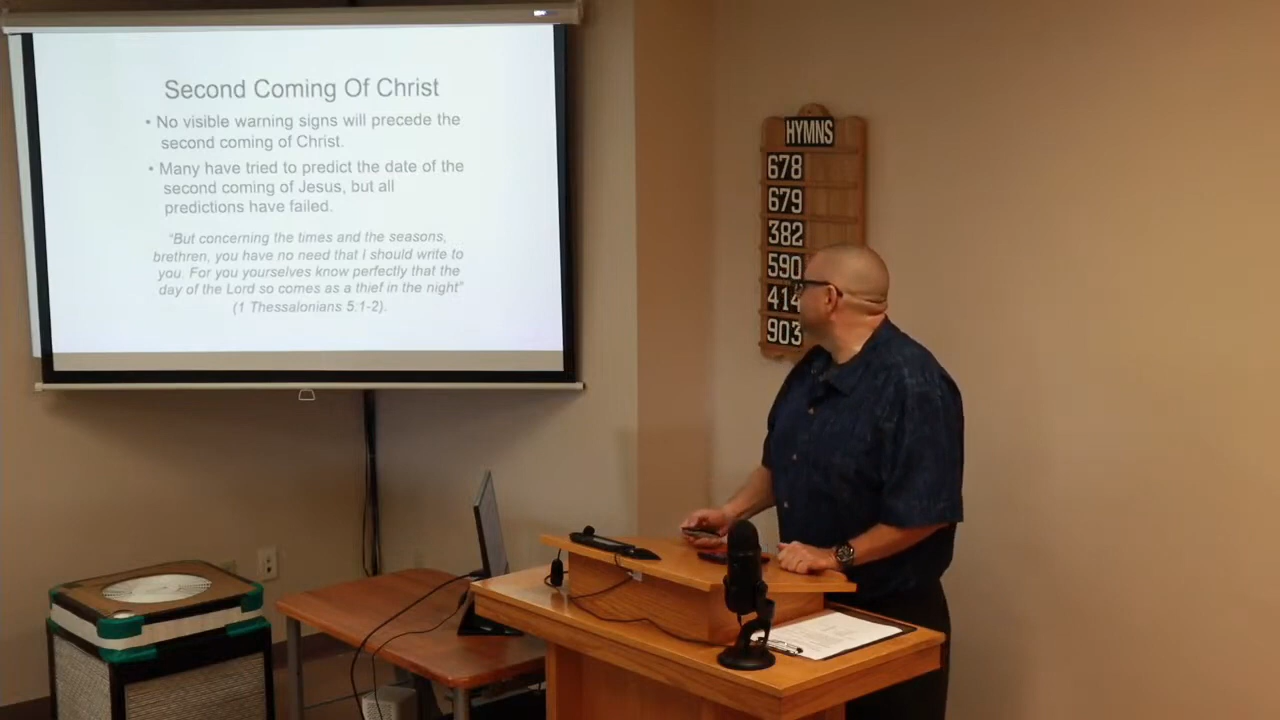 Second Coming Of Christ
• No visible warning signs will precede the
second coming of Christ.
• Many have tried to predict the date of the
second coming of Jesus, but all
predictions have failed.
"But concerning the times and the seasons,
brethren, you have no need that I should write to
you. For you yourselves know perfectly that the
day of the Lord so comes as a thief in the night"
(1 Thessalonians 5:1-2).
HYMNS
678
679
382
590
414
903